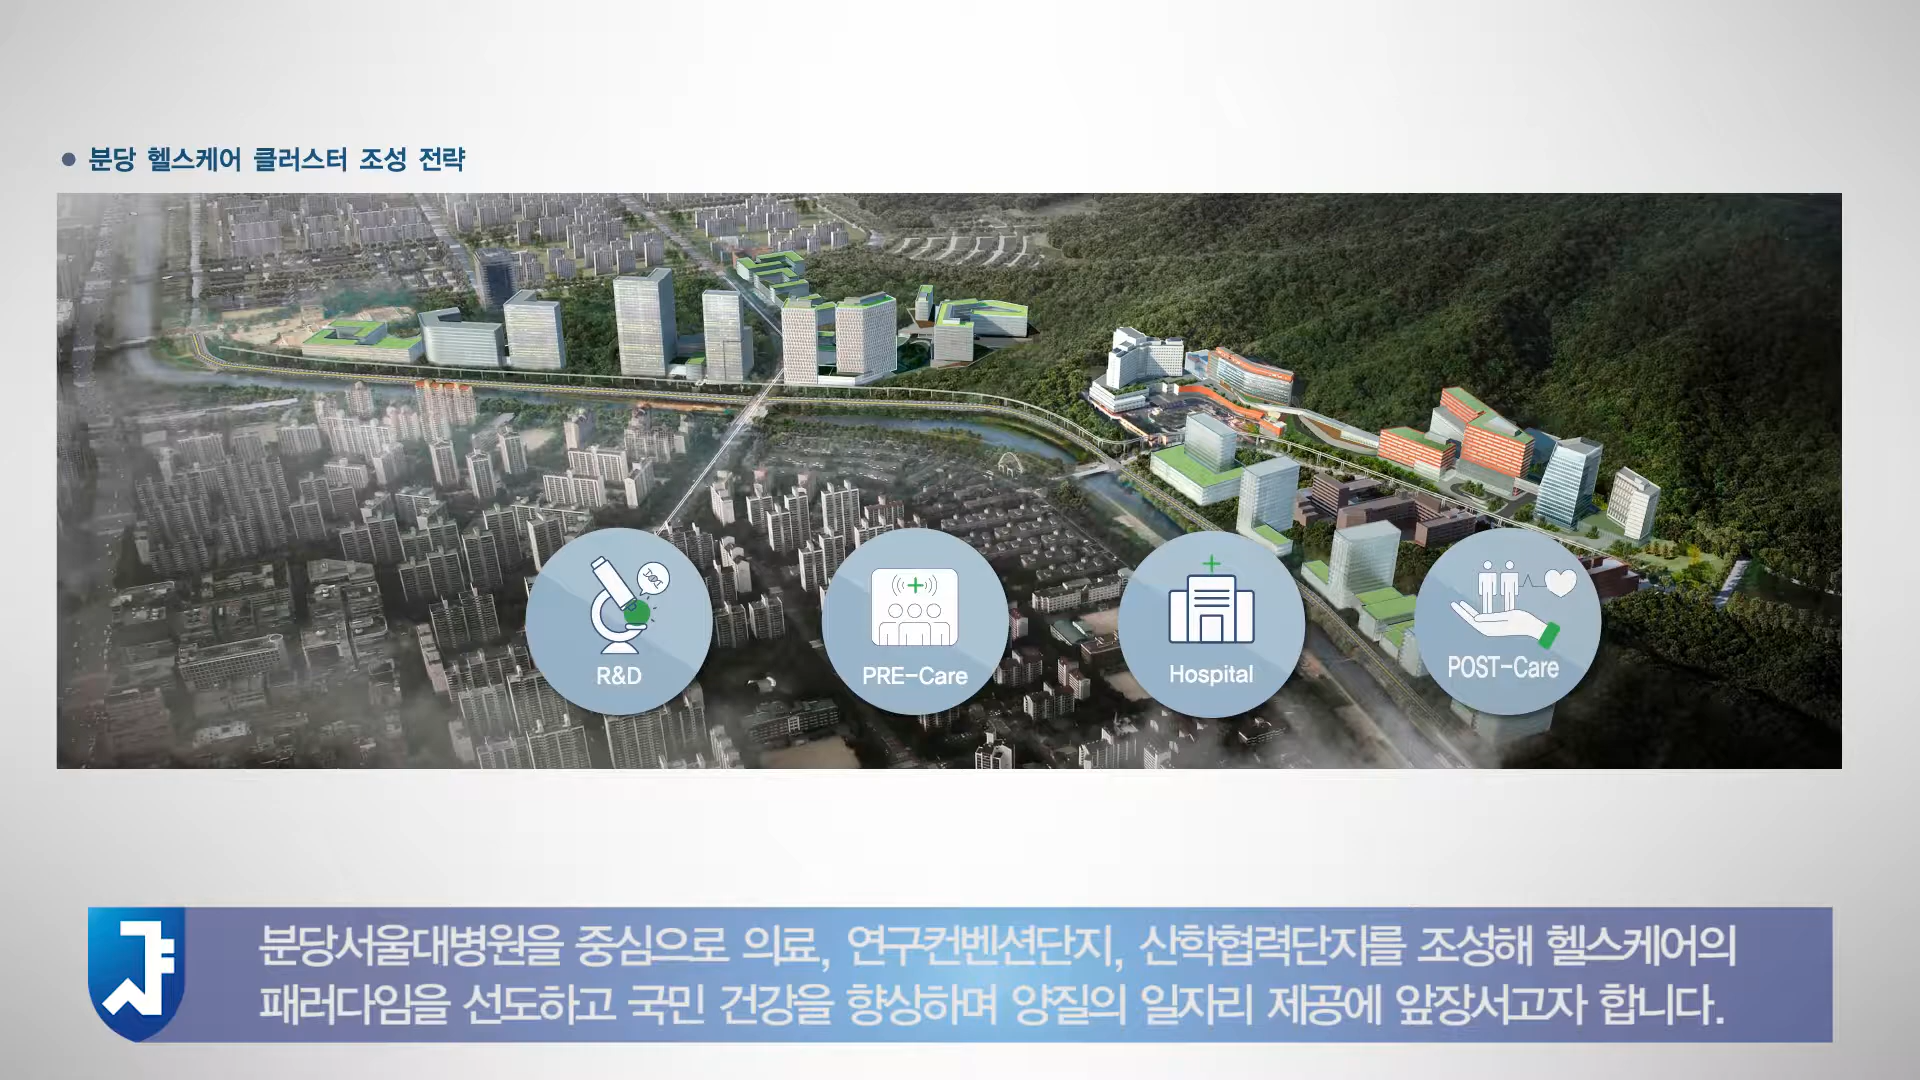 분당 헬스케어 클러스터 조성 전략
R&D
PRE-Care
Hospital
POST-Care
분당서울대병원을 중심으로 의료, 연구컨벤션단지, 산학협력단지를 조성해 헬스케어의
패러다임을 선도하고 국민 건강을 향상하며 양질의 일자리 제공에 앞장서고자 합니다.